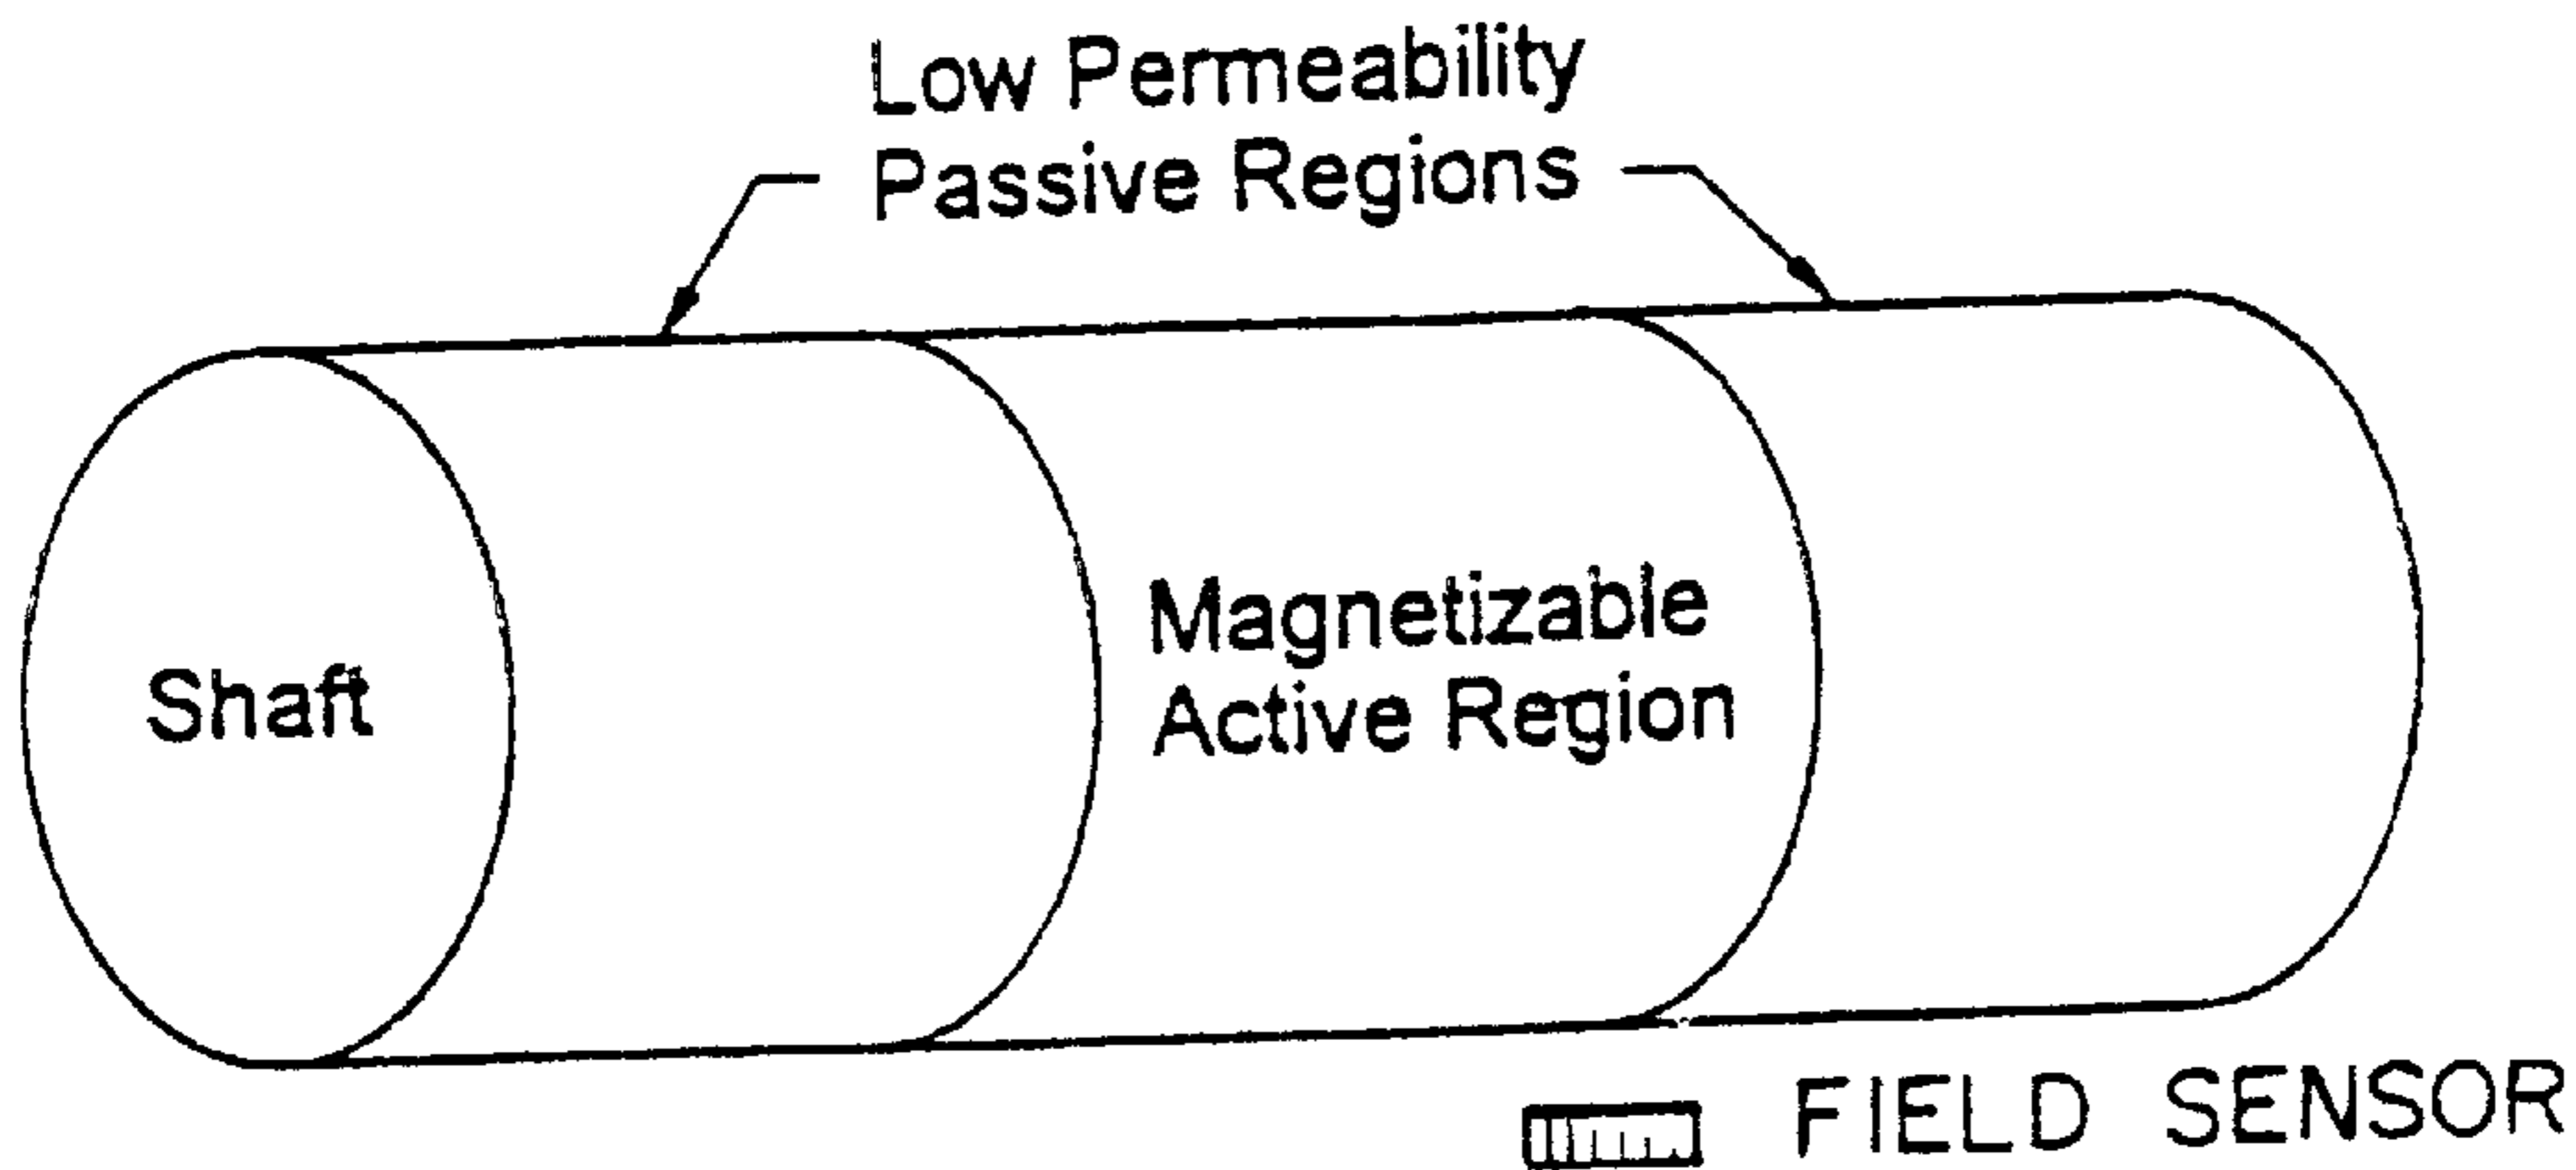 Low Permeability
Passive Regions
Shaft
Magnetizable
Active Region
FIELD SENSOR